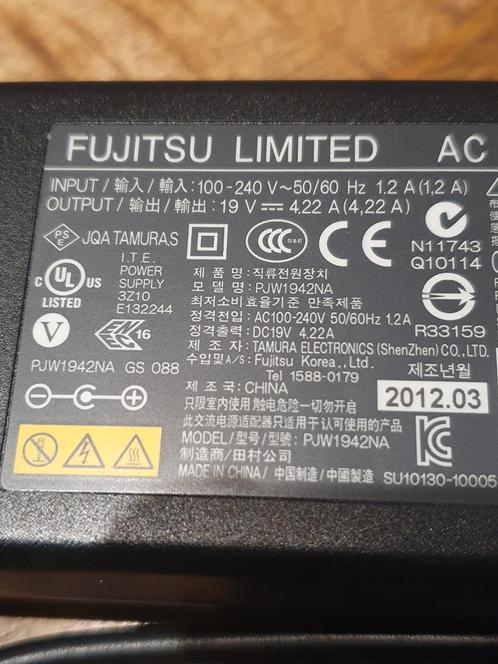 FUJITSU LIMITED AC
INPUT / 輸入 / 輸入 : 100 - 240 V～50/60 Hz 1.2 A (1,2 A)
OUTPUT / 输出 / 輸出 : 19 V ⎓ 4.22 A (4,22 A)
PS
E
JQA TAMURA.S
CCC S&E
CE
N11743
Q10114
I.T.E.
POWER
SUPPLY
3Z10
E132244
c UL us
LISTED
제 품 명 : 직류전원장치
모 델 명 : PJW1942NA
최저소비효율기준 만족제품
정격전입 : AC100-240V 50/60Hz 1.2A
정격출력 : DC19V 4.22A
R33159
V
16
제 조 자 : TAMURA ELECTRONICS (ShenZhen) CO., LTD.
수입및A/S : Fujitsu Korea., Ltd.
Tel 1588-0179
제조년월
PJW1942NA GS 088
제 조 국 : CHINA
2012.03
只限室内使用 触电危险一切勿开启
此交流电源适配器只适用于被认可使用的产品
MODEL/型号/型號: PJW1942NA
制造商/田村公司
MADE IN CHINA/ 中国制造/中國製造
SU10130-10005